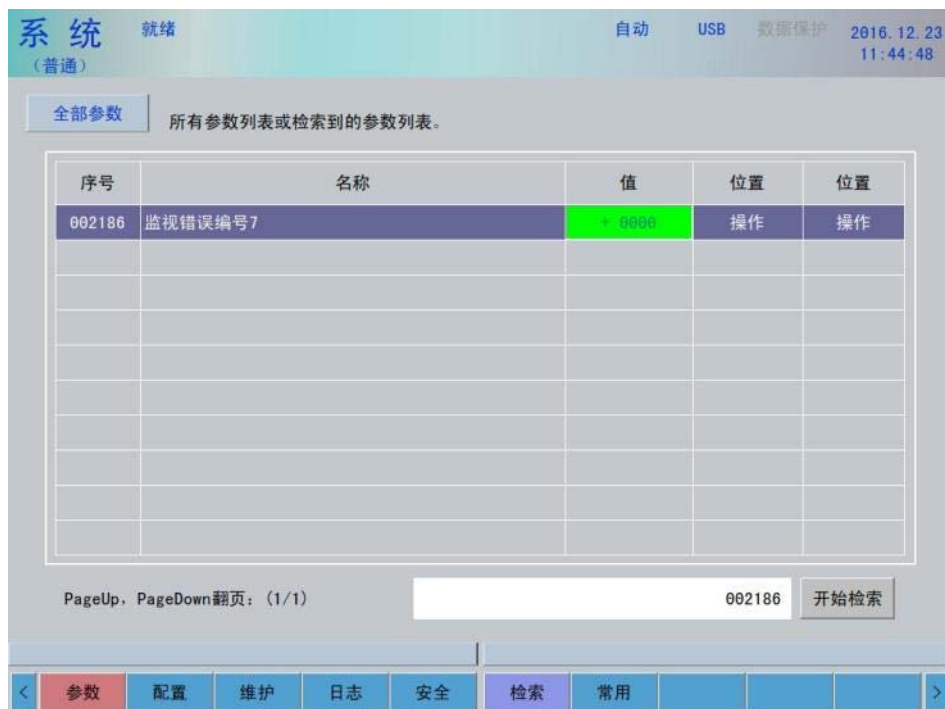 系 统 就绪 自动 USB 数据保护 2016.12.23
(普通) 11:44:48
全部参数 所有参数列表或检索到的参数列表。
序号 名称 值 位置 位置
002186 监视错误编号7 + 0000 操作 操作
PageUp, PageDown翻页: (1/1) 002186 开始检索
< 参数 配置 维护 日志 安全 检索 常用 >